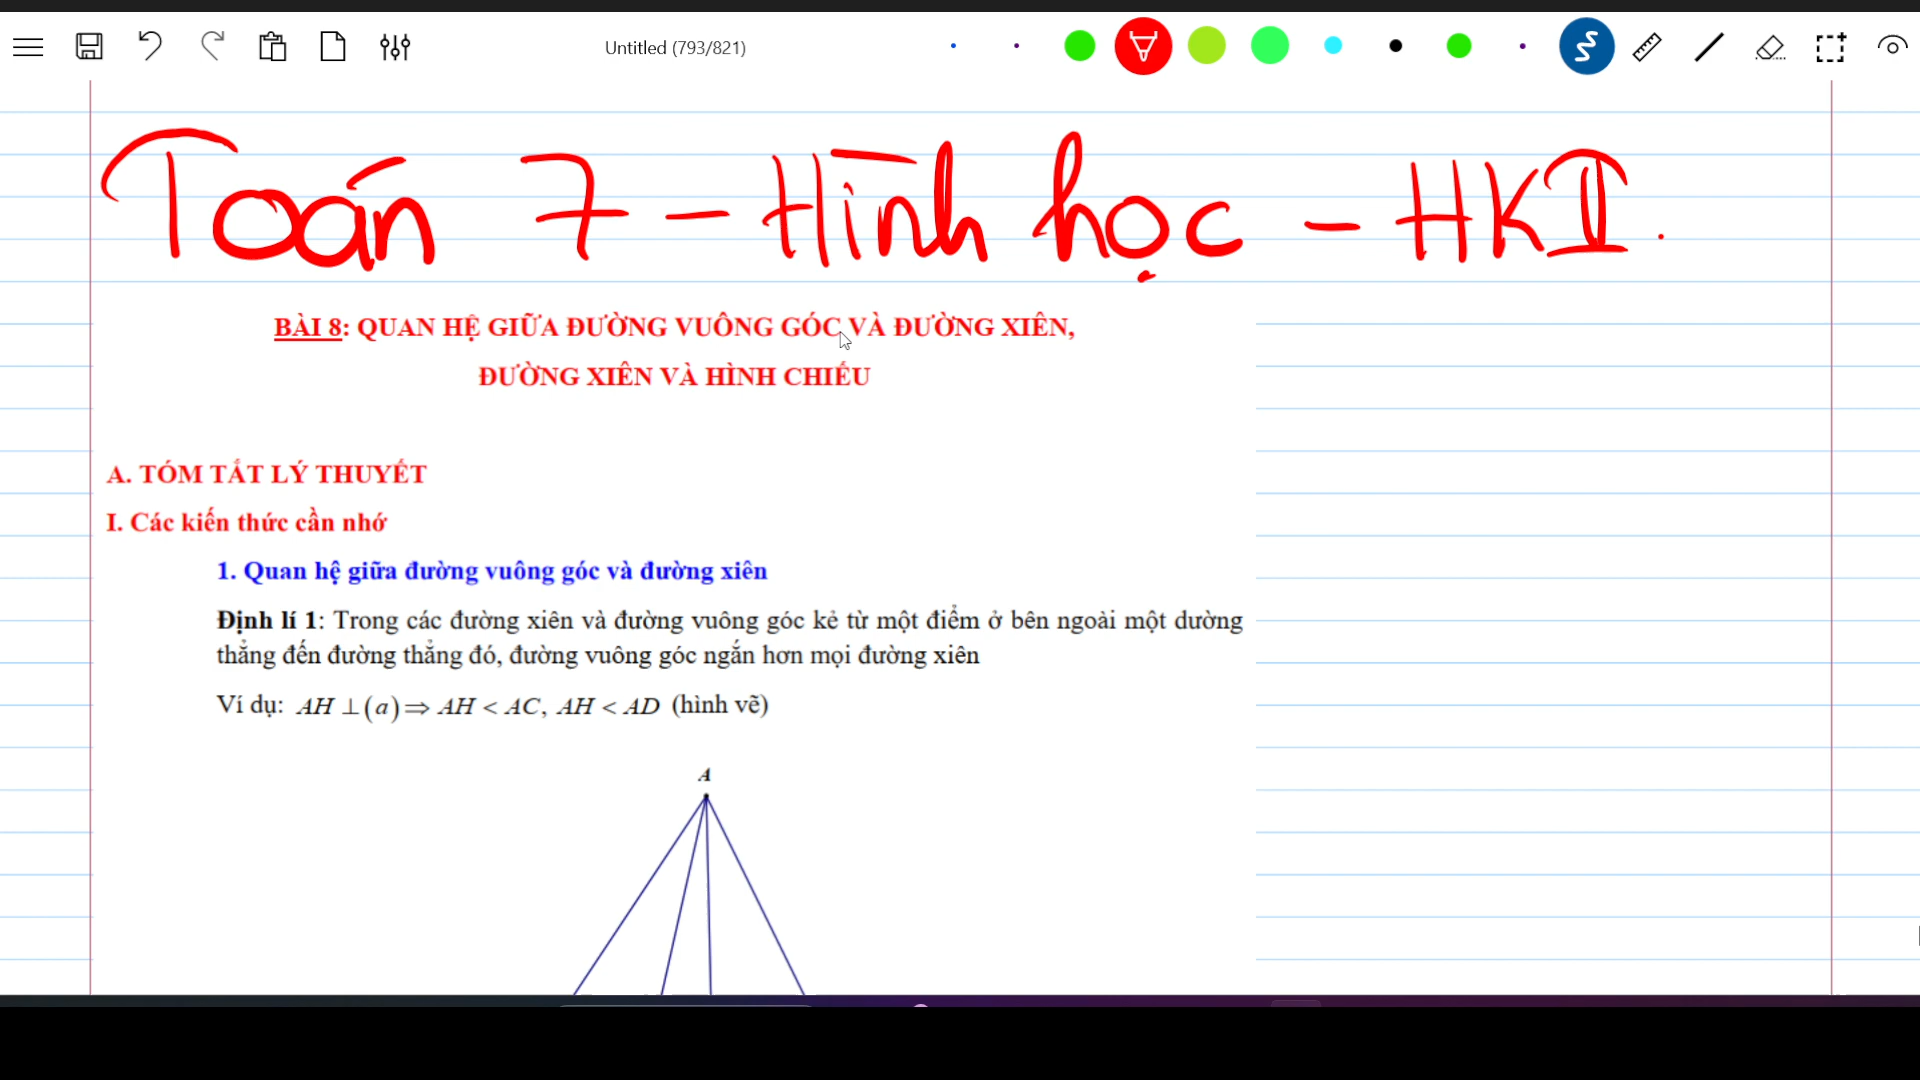 Untitled (793/821)
Toán 7 - Hình học - HKII.
BÀI 8: QUAN HỆ GIỮA ĐƯỜNG VUÔNG GÓC VÀ ĐƯỜNG XIÊN,
ĐƯỜNG XIÊN VÀ HÌNH CHIẾU
A. TÓM TẮT LÝ THUYẾT
I. Các kiến thức cần nhớ
1. Quan hệ giữa đường vuông góc và đường xiên
Định lí 1: Trong các đường xiên và đường vuông góc kẻ từ một điểm ở bên ngoài một dường
thẳng đến đường thẳng đó, đường vuông góc ngắn hơn mọi đường xiên
Ví dụ: AH ⊥ (a) ⇒ AH < AC, AH < AD (hình vẽ)
A